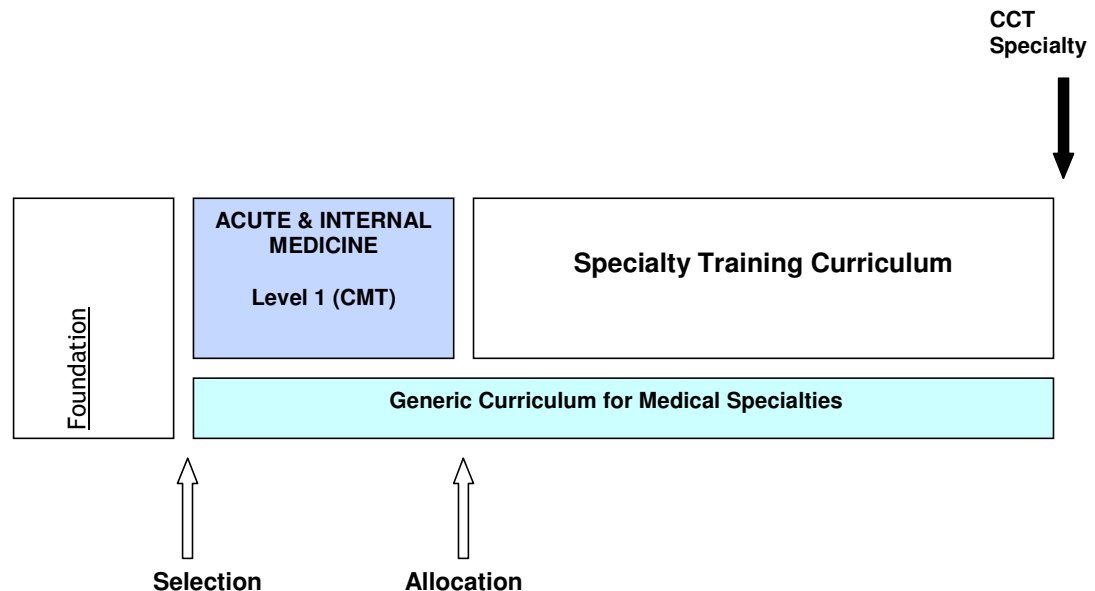 CCT
Specialty
ACUTE & INTERNAL
MEDICINE
Level 1 (CMT)
Specialty Training Curriculum
Foundation
Generic Curriculum for Medical Specialties
Selection
Allocation